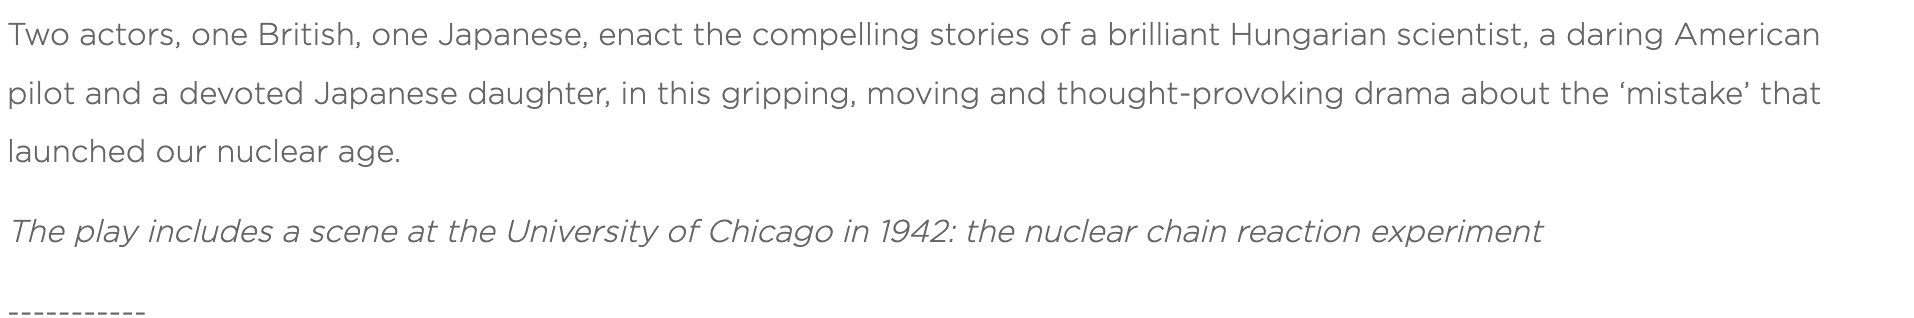 Two actors, one British, one Japanese, enact the compelling stories of a brilliant Hungarian scientist, a daring American
pilot and a devoted Japanese daughter, in this gripping, moving and thought-provoking drama about the ‘mistake’ that
launched our nuclear age.
The play includes a scene at the University of Chicago in 1942: the nuclear chain reaction experiment
-----------